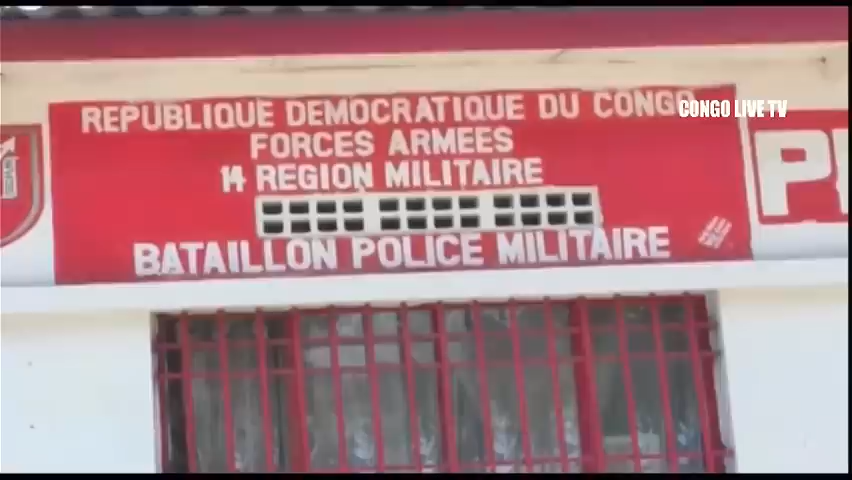 REPUBLIQUE DEMOCRATIQUE DU CONGO
CONGO LIVE TV
FORCES ARMEES
14 REGION MILITAIRE
BATAILLON POLICE MILITAIRE